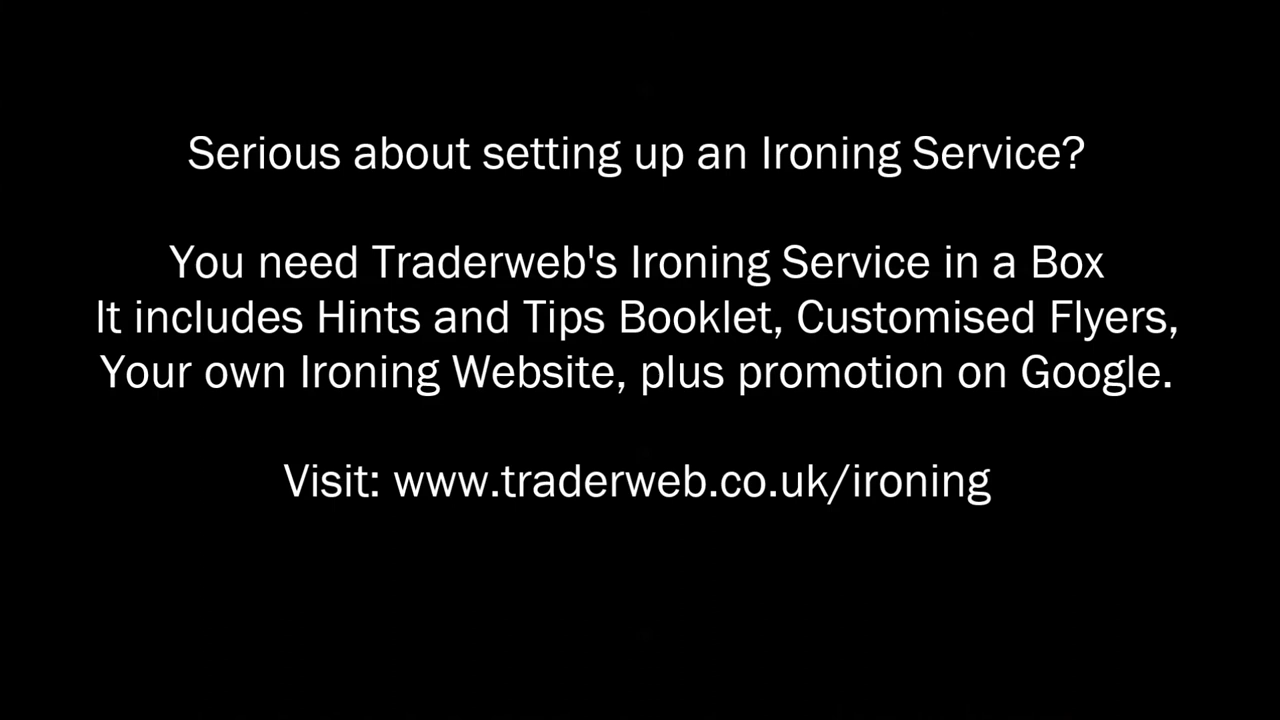 Serious about setting up an Ironing Service?
You need Traderweb's Ironing Service in a Box
It includes Hints and Tips Booklet, Customised Flyers,
Your own Ironing Website, plus promotion on Google.
Visit: www.traderweb.co.uk/ironing